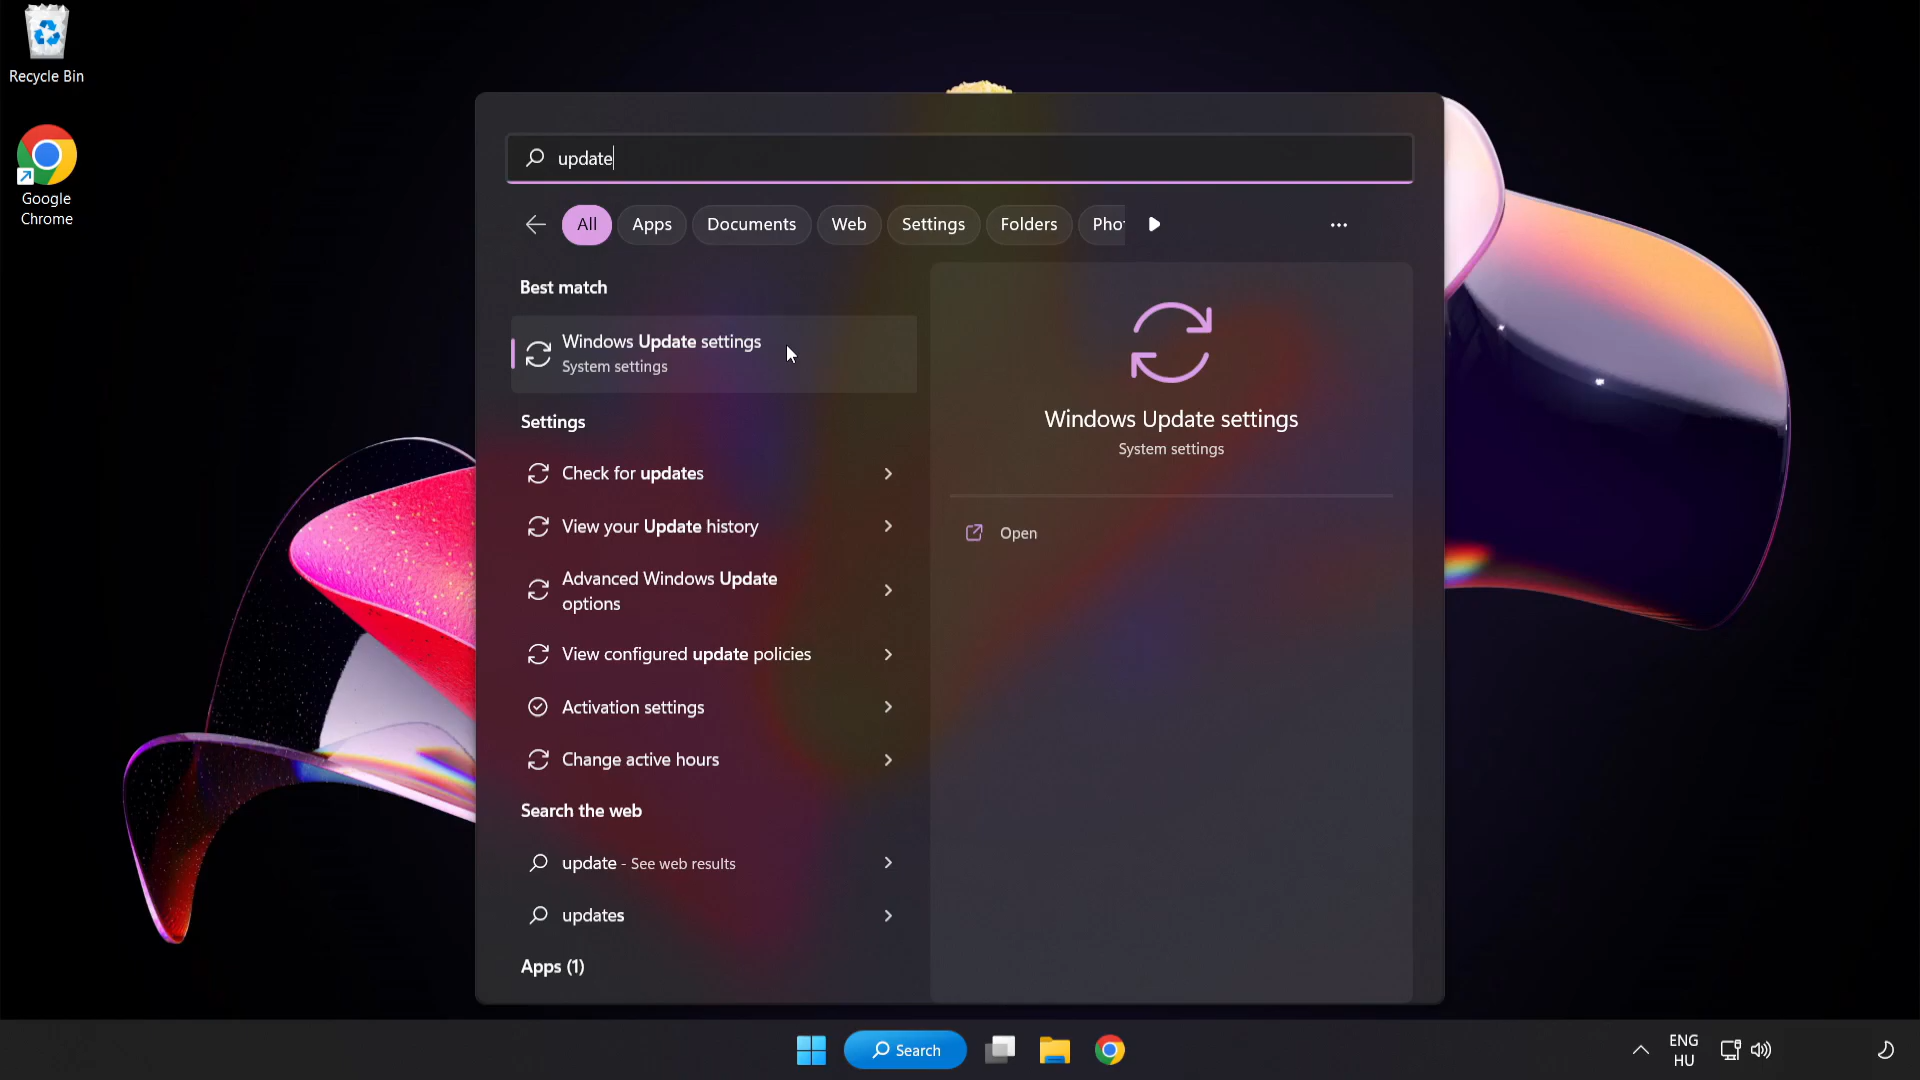 Recycle Bin
Google
Chrome
update
All
Apps
Documents
Web
Settings
Folders
Phot
Best match
Windows Update settings
System settings
Settings
Check for updates
View your Update history
Advanced Windows Update
options
View configured update policies
Activation settings
Change active hours
Search the web
update - See web results
updates
Apps (1)
Windows Update settings
System settings
Open
Search
ENG
HU